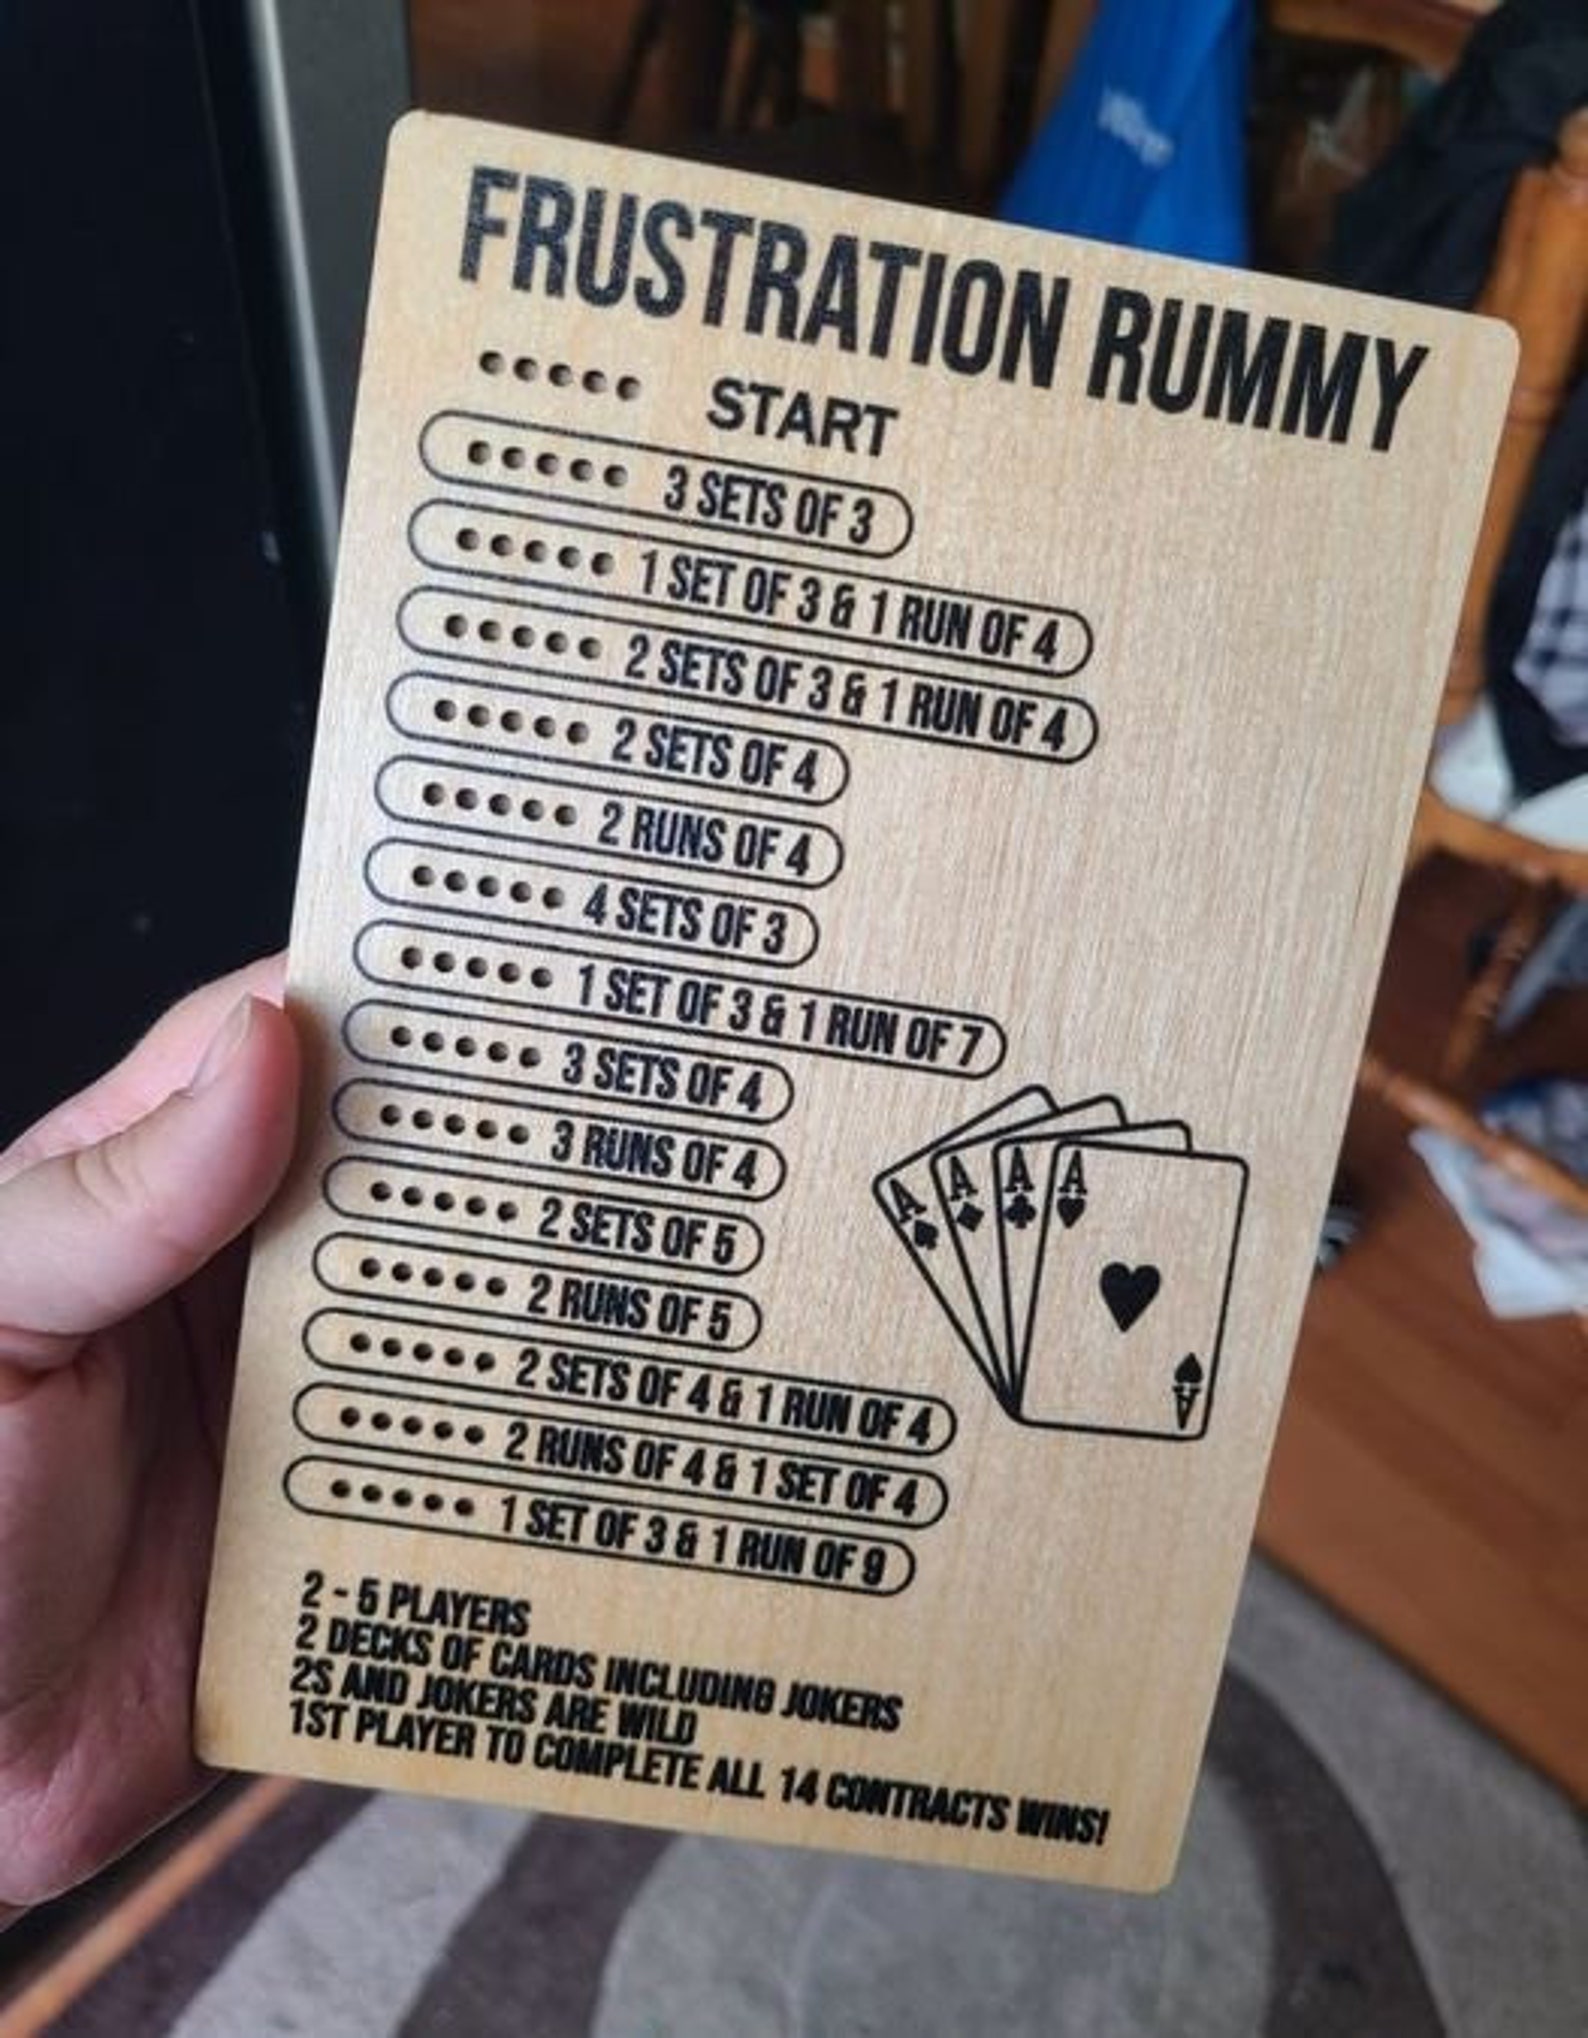 FRUSTRATION RUMMY
START
3 SETS OF 3
1 SET OF 3 & 1 RUN OF 4
2 SETS OF 3 & 1 RUN OF 4
2 SETS OF 4
2 RUNS OF 4
4 SETS OF 3
1 SET OF 3 & 1 RUN OF 7
3 SETS OF 4
3 RUNS OF 4
2 SETS OF 5
2 RUNS OF 5
2 SETS OF 4 & 1 RUN OF 4
2 RUNS OF 4 & 1 SET OF 4
1 SET OF 3 & 1 RUN OF 9
A A A A
A
2 - 5 PLAYERS
2 DECKS OF CARDS INCLUDING JOKERS
2S AND JOKERS ARE WILD
1ST PLAYER TO COMPLETE ALL 14 CONTRACTS WINS!